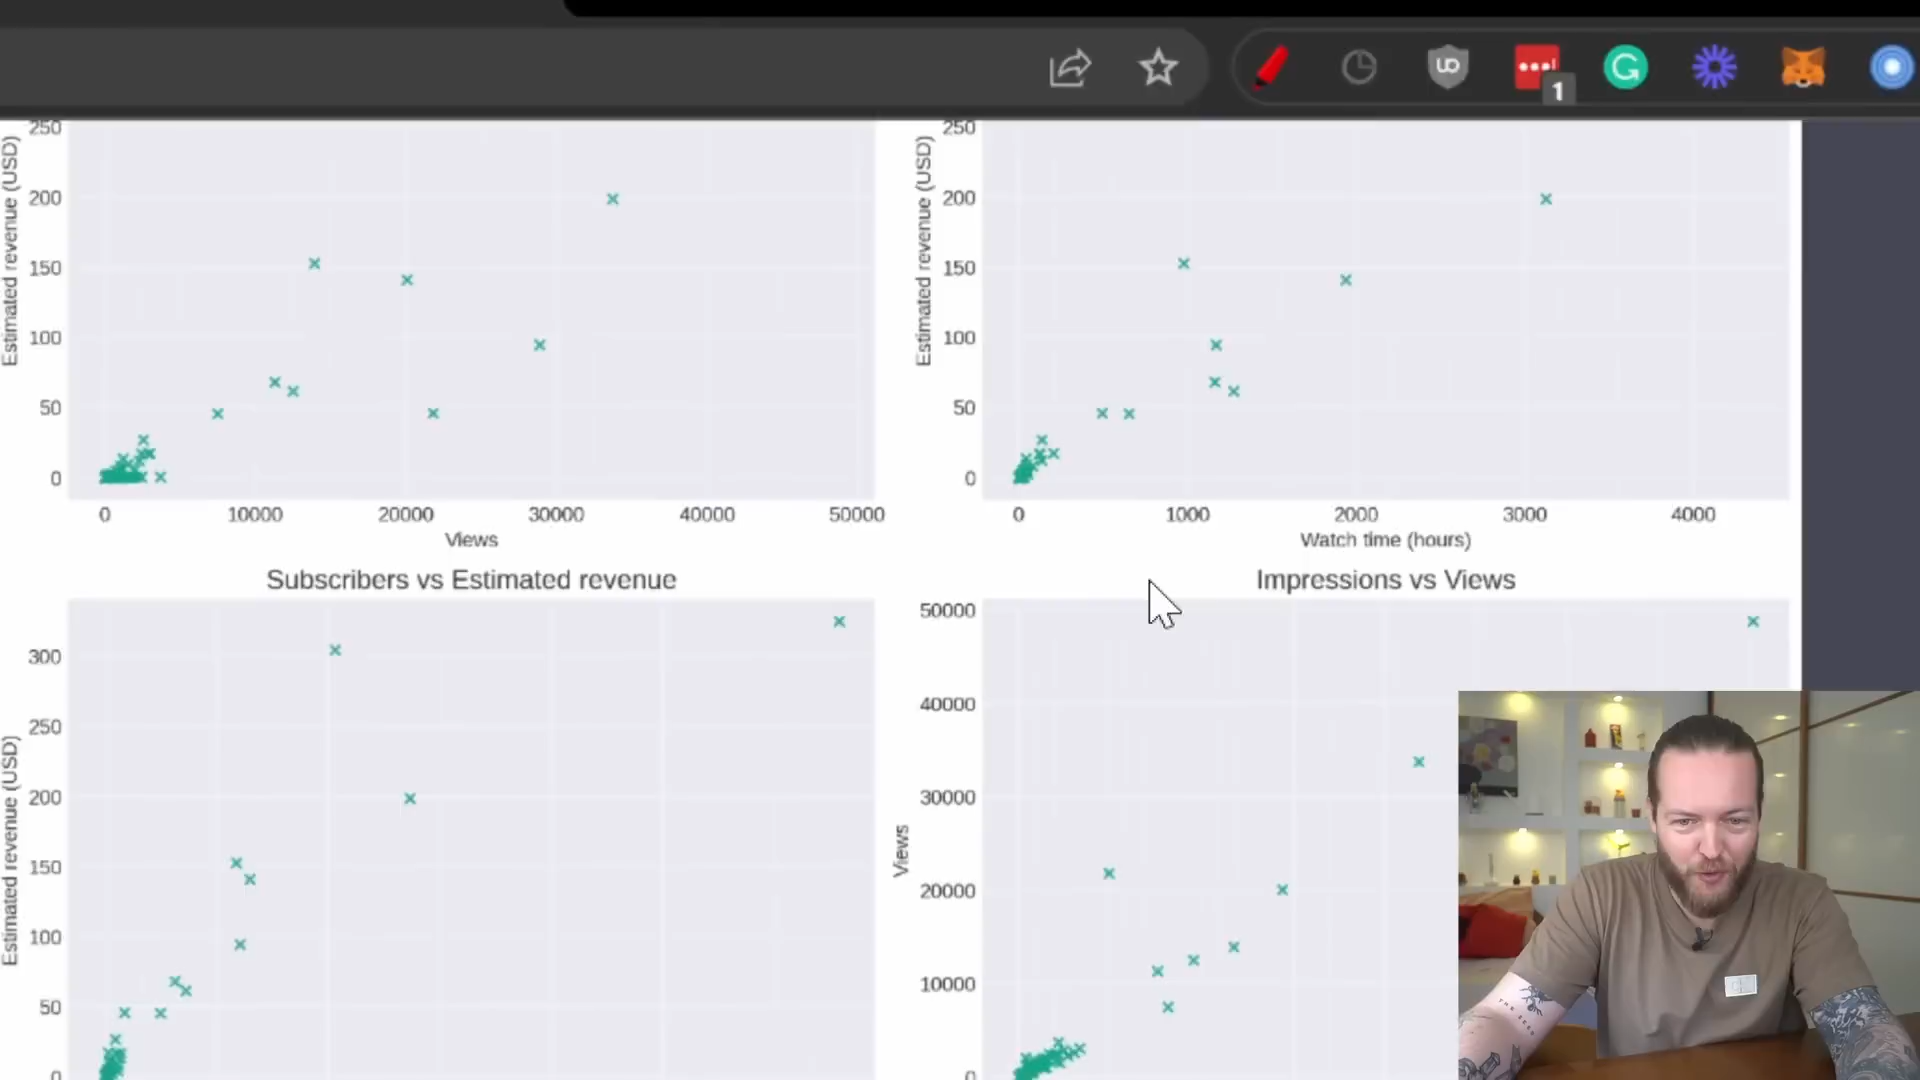 UD
1
G
250
200
150
100
50
0
Estimated revenue (USD)
0 10000 20000 30000 40000 50000
Views
250
200
150
100
50
0
Estimated revenue (USD)
0 1000 2000 3000 4000
Watch time (hours)
Subscribers vs Estimated revenue
300
250
200
150
100
50
0
Estimated revenue (USD)
Impressions vs Views
50000
40000
30000
20000
10000
0
Views